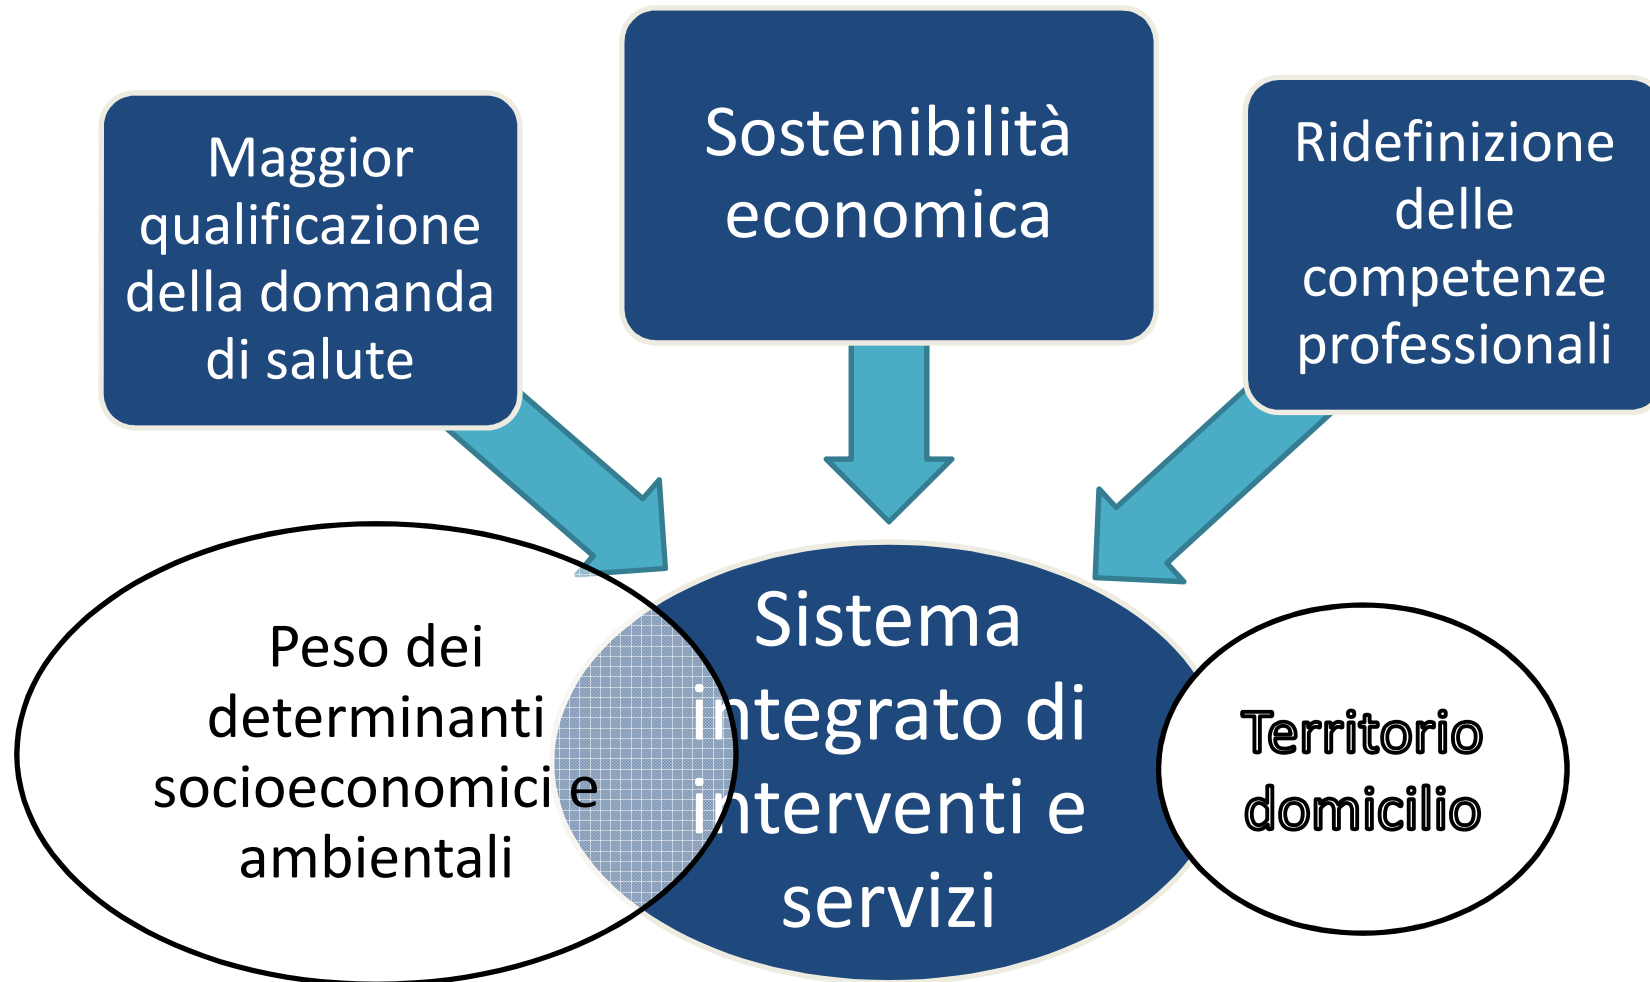 Maggior
qualificazione
della domanda
di salute
Sostenibilità
economica
Ridefinizione
delle
competenze
professionali
Peso dei
determinanti
socioeconomici e
ambientali
Sistema
integrato di
interventi e
servizi
Territorio
domicilio